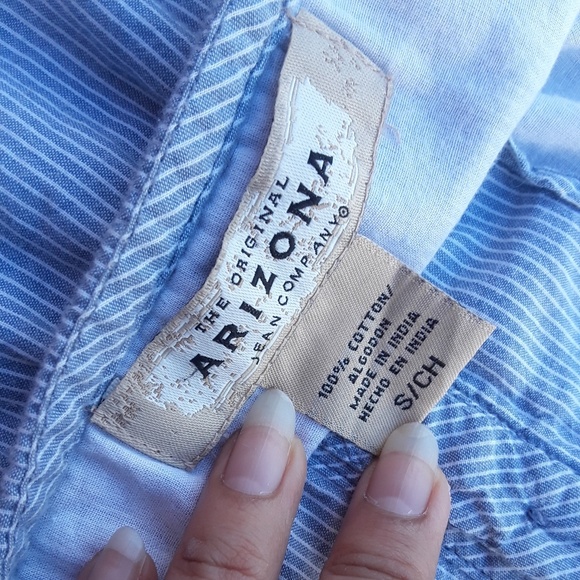 THE ORIGINAL
ARIZONA
JEAN COMPANY®
100% COTTON/
ALGODON
MADE IN INDIA
HECHO EN INDIA
S/CH